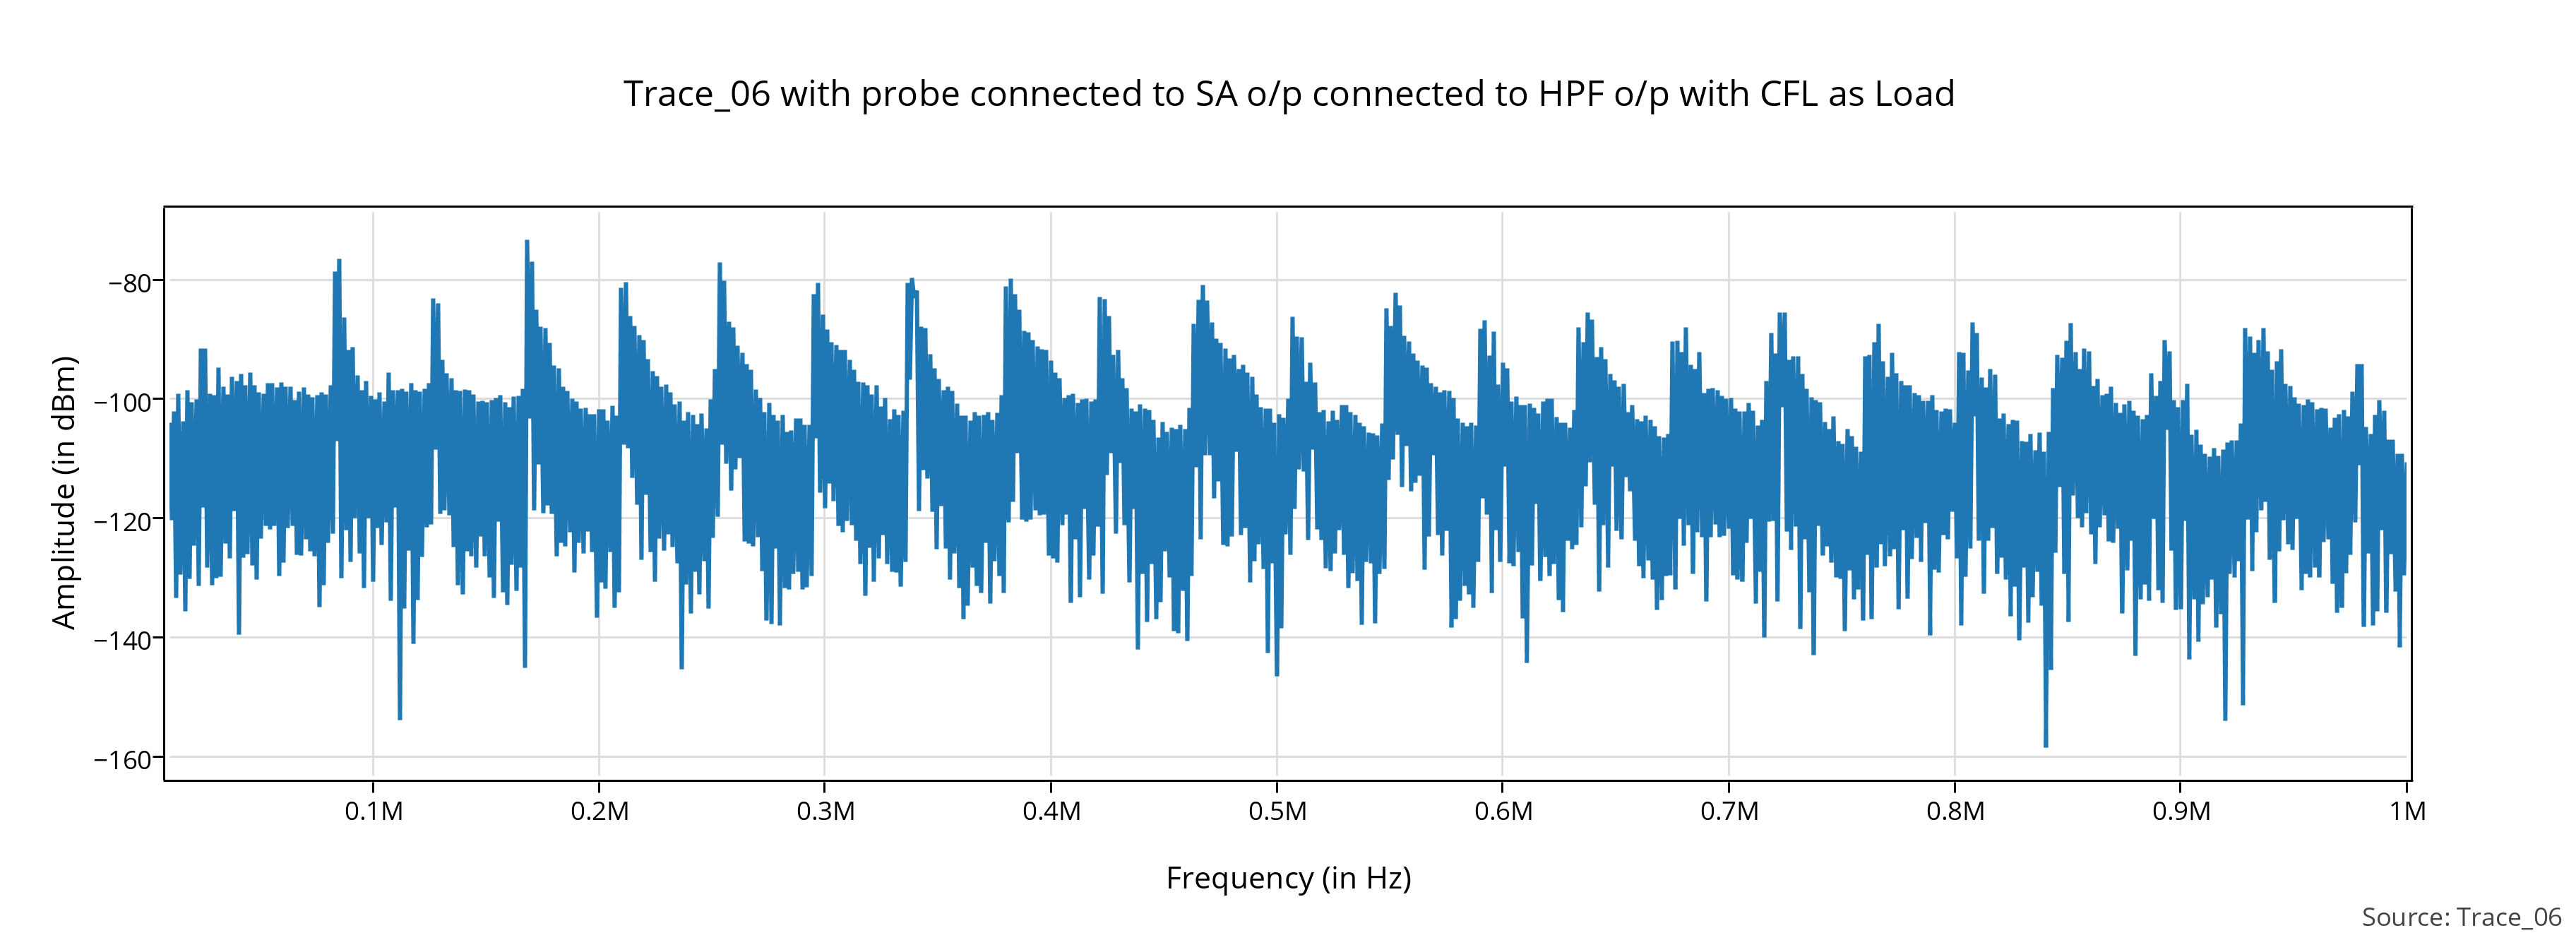 Trace_06 with probe connected to SA o/p connected to HPF o/p with CFL as Load
Amplitude (in dBm)
−80
−100
−120
−140
−160
0.1M 0.2M 0.3M 0.4M 0.5M 0.6M 0.7M 0.8M 0.9M 1M
Frequency (in Hz)
Source: Trace_06